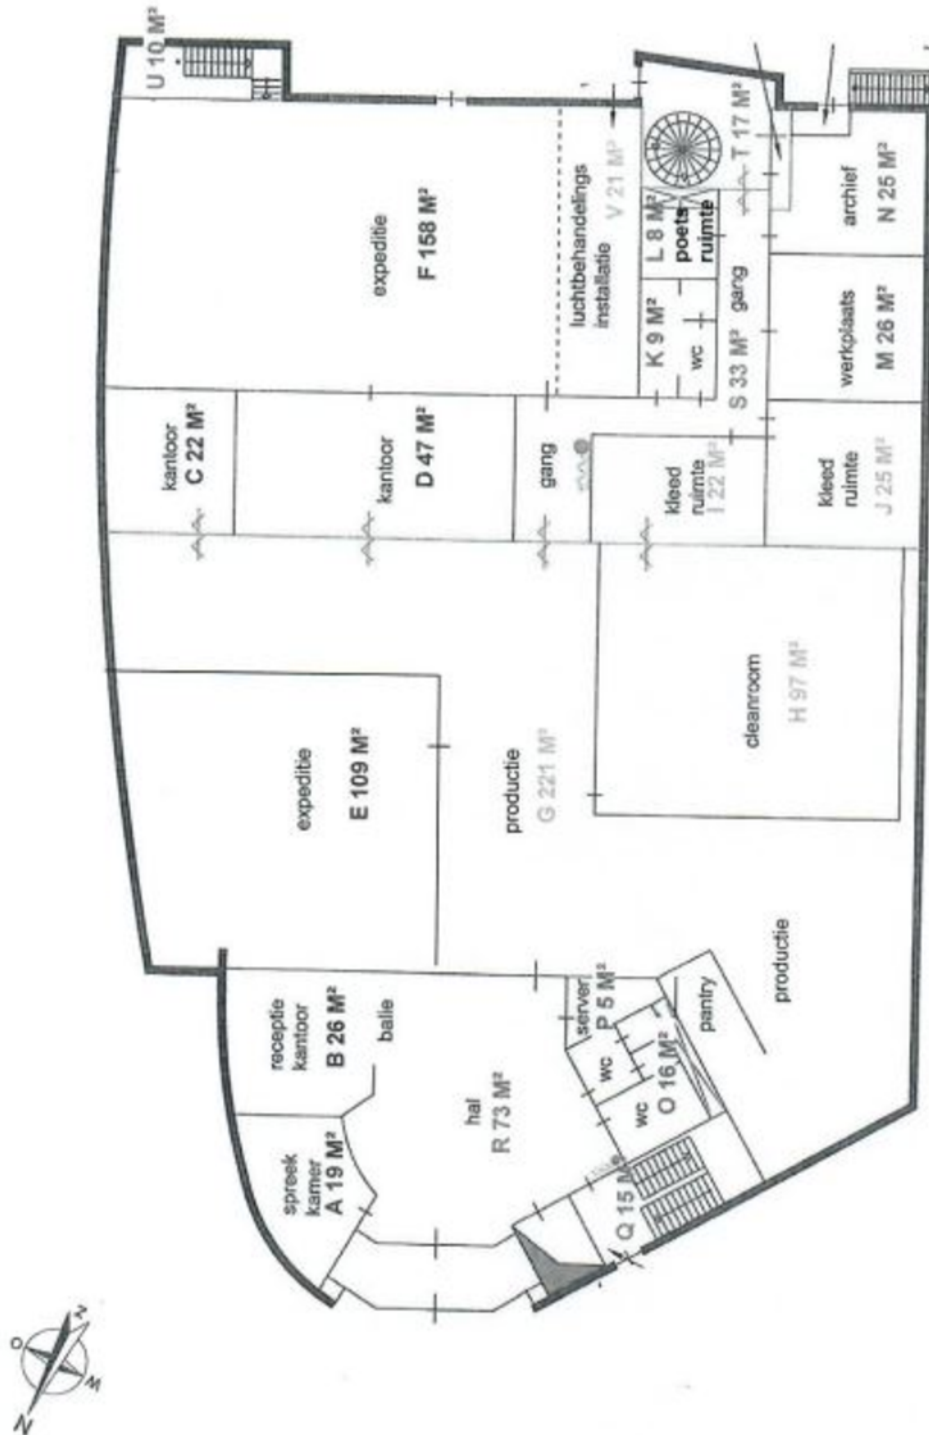 U 10 M²
expeditie
F 158 M²
luchtbehandelings
installatie
V 21 M²
T 17 M²
L 8 M²
poets
ruimte
K 9 M²
wc
gang
S 33 M²
archief
N 25 M²
werkplaats
M 26 M²
kantoor
C 22 M²
kantoor
D 47 M²
gang
kleed
ruimte
I 22 M²
kleed
ruimte
J 25 M²
expeditie
E 109 M²
productie
G 221 M²
cleanroom
H 97 M²
productie
receptie
kantoor
B 26 M²
balie
server
P 5 M²
pantry
wc
wc
O 16 M²
hal
R 73 M²
spreek
kamer
A 19 M²
Q 15 M
O
Z
W
N